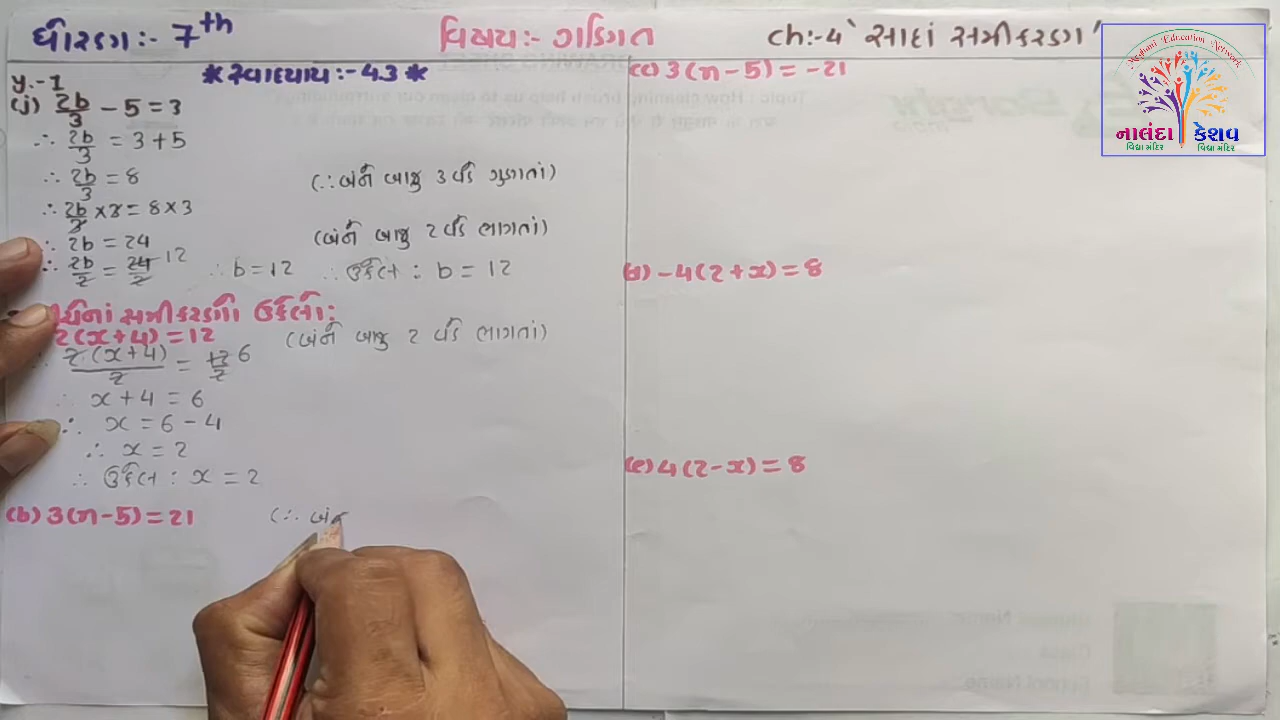 ધોરણ:- 7th વિષય:- ગણિત ch:-4 "સાદાં સમીકરણ"
*સ્વાધ્યાય:- 4.3*
y.-1
(j) 2b/3 - 5 = 3
∴ 2b/3 = 3 + 5
∴ 2b/3 = 8 (∴ બંને બાજુ 3 વડે ગુણતાં)
∴ 2b/3 × 3 = 8 × 3
∴ 2b = 24 (બંને બાજુ 2 વડે ભાગતાં)
∴ 2b/2 = 24/2 12 ∴ b = 12 ∴ ઉકેલ : b = 12
સમીકરણો ઉકેલો:
2(x+4) = 12 (બંને બાજુ 2 વડે ભાગતાં)
∴ 2(x+4)/2 = 12/2 6
∴ x + 4 = 6
∴ x = 6 - 4
∴ x = 2
∴ ઉકેલ : x = 2
(b) 3(n-5) = 21 (∴ બંન
(c) 3(n-5) = -21
(d) -4(2+x) = 8
(e) 4(2-x) = 8
Meghani Education Network
નાલંદા કેશવ
વિદ્યા મંદિર વિદ્યા મંદિર